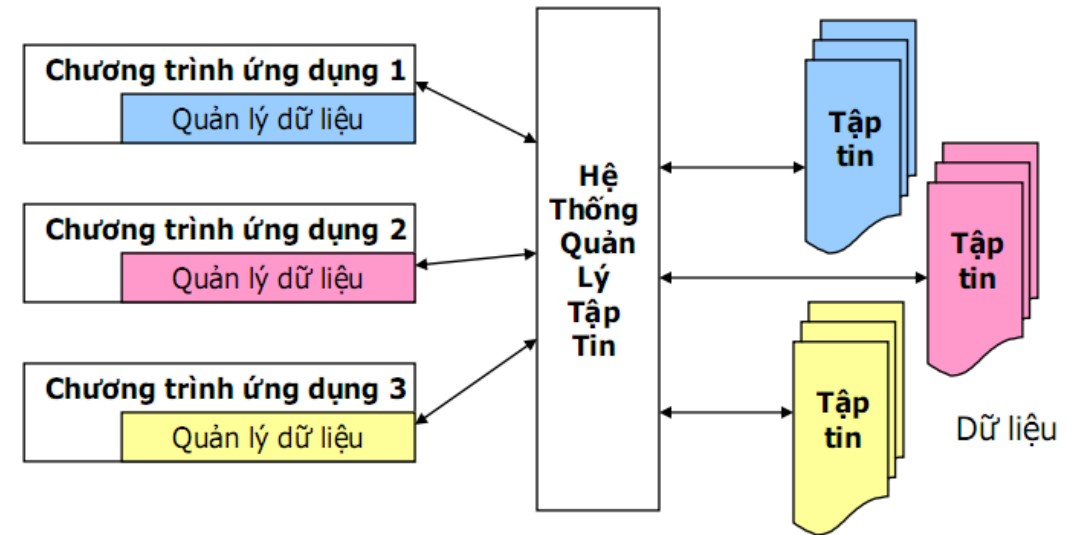 Chương trình ứng dụng 1
Quản lý dữ liệu
Chương trình ứng dụng 2
Quản lý dữ liệu
Chương trình ứng dụng 3
Quản lý dữ liệu
Hệ
Thống
Quản
Lý
Tập
Tin
Tập
tin
Tập
tin
Tập
tin
Dữ liệu